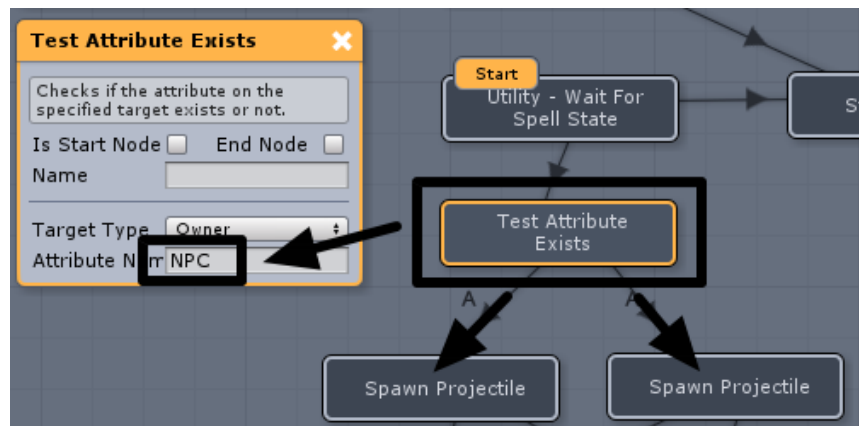 Test Attribute Exists
Checks if the attribute on the
specified target exists or not.
Is Start Node
End Node
Name
Target Type
Owner
Attribute N m
NPC
Start
Utility - Wait For
Spell State
S
Test Attribute
Exists
A
A
Spawn Projectile
Spawn Projectile